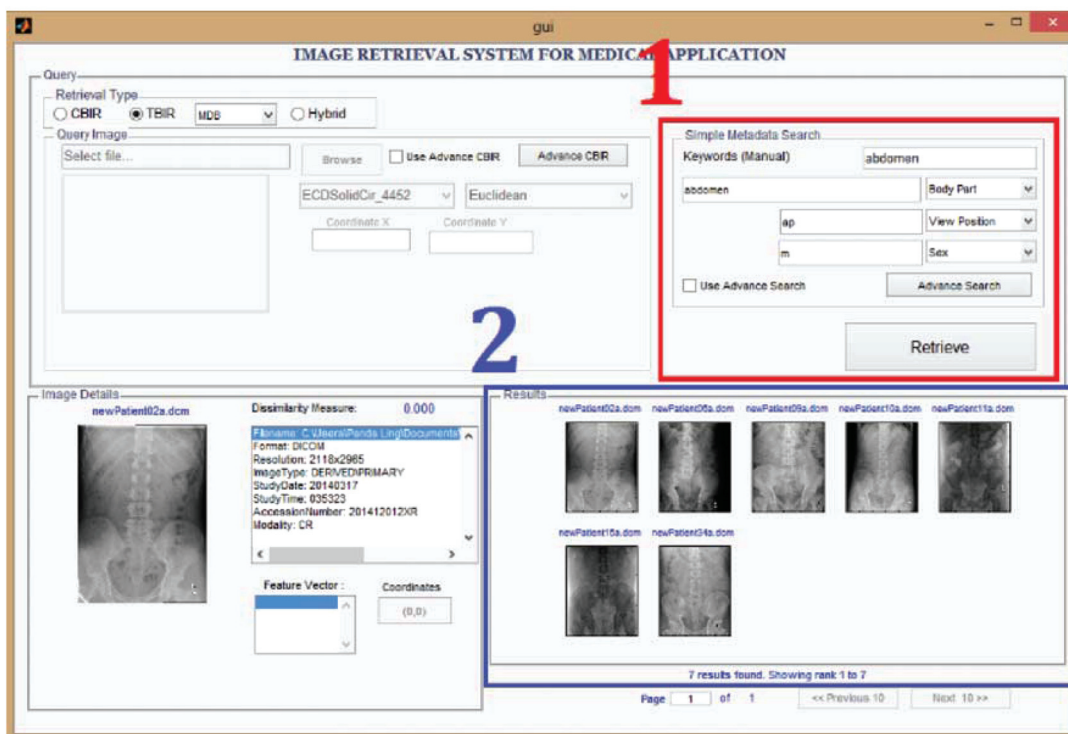 gui
IMAGE RETRIEVAL SYSTEM FOR MEDICAL APPLICATION
1
Query
Retrieval Type
CBIR TBIR MDB Hybrid
Query Image
Select file...
Browse
Use Advance CBIR
Advance CBIR
ECDSolidCir_4452
Euclidean
Coordinate X
Coordinate Y
Simple Metadata Search
Keywords (Manual) abdomen
abdomen Body Part
ap View Position
m Sex
Use Advance Search
Advance Search
Retrieve
2
Image Details
newPatient02a.dcm
Dissimilarity Measure: 0.000
Filename: C:\Users\Panda Ling\Documents\
Format: DICOM
Resolution: 2118x2965
ImageType: DERIVED\PRIMARY
StudyDate: 20140317
StudyTime: 035323
AccessionNumber: 201412012XR
Modality: CR
Feature Vector :
Coordinates
(0,0)
Results
newPatient02a.dcm newPatient06a.dcm newPatient09a.dcm newPatient10a.dcm newPatient11a.dcm
newPatient15a.dcm newPatient34a.dcm
7 results found. Showing rank 1 to 7
Page 1 of 1
<< Previous 10
Next 10 >>